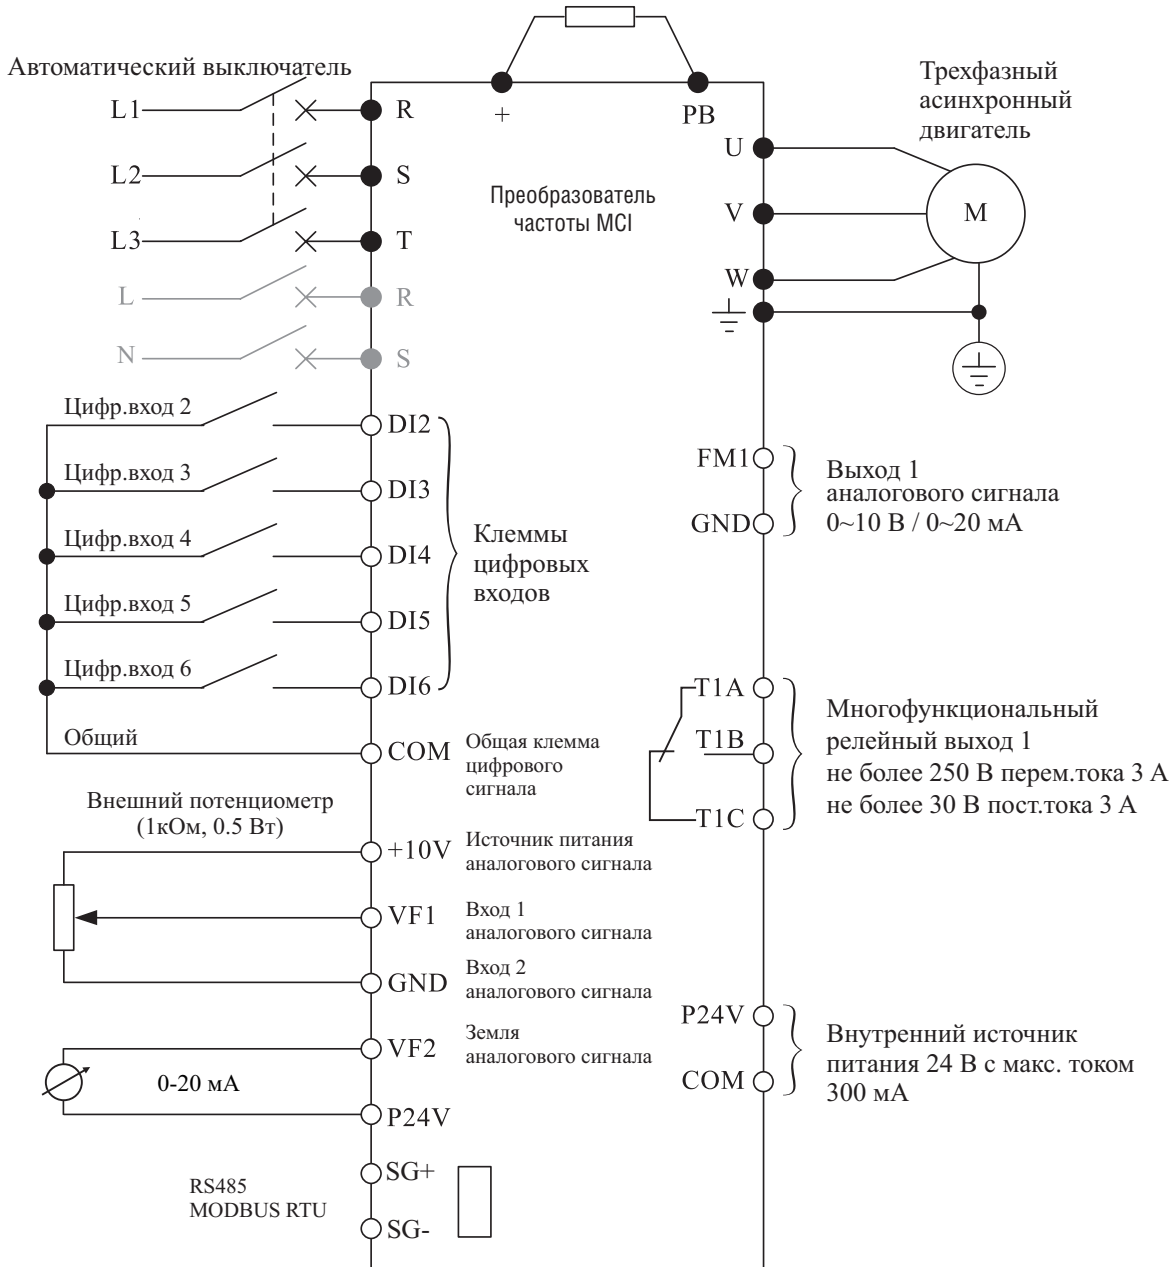 Автоматический выключатель
L1
R
+
PB
L2
S
L3
T
L
R
N
S
Преобразователь
частоты MCI
Трехфазный
асинхронный
двигатель
U
V
W
M
Цифр.вход 2
DI2
Цифр.вход 3
DI3
Цифр.вход 4
DI4
Цифр.вход 5
DI5
Цифр.вход 6
DI6
Клеммы
цифровых
входов
Общий
COM
Общая клемма
цифрового
сигнала
Внешний потенциометр
(1кОм, 0.5 Вт)
+10V
Источник питания
аналогового сигнала
VF1
Вход 1
аналогового сигнала
GND
Вход 2
аналогового сигнала
VF2
Земля
аналогового сигнала
0-20 мА
P24V
RS485
MODBUS RTU
SG+
SG-
FM1
GND
Выход 1
аналогового сигнала
0~10 В / 0~20 мА
T1A
T1B
T1C
Многофункциональный
релейный выход 1
не более 250 В перем.тока 3 А
не более 30 В пост.тока 3 А
P24V
COM
Внутренний источник
питания 24 В с макс. током
300 мА